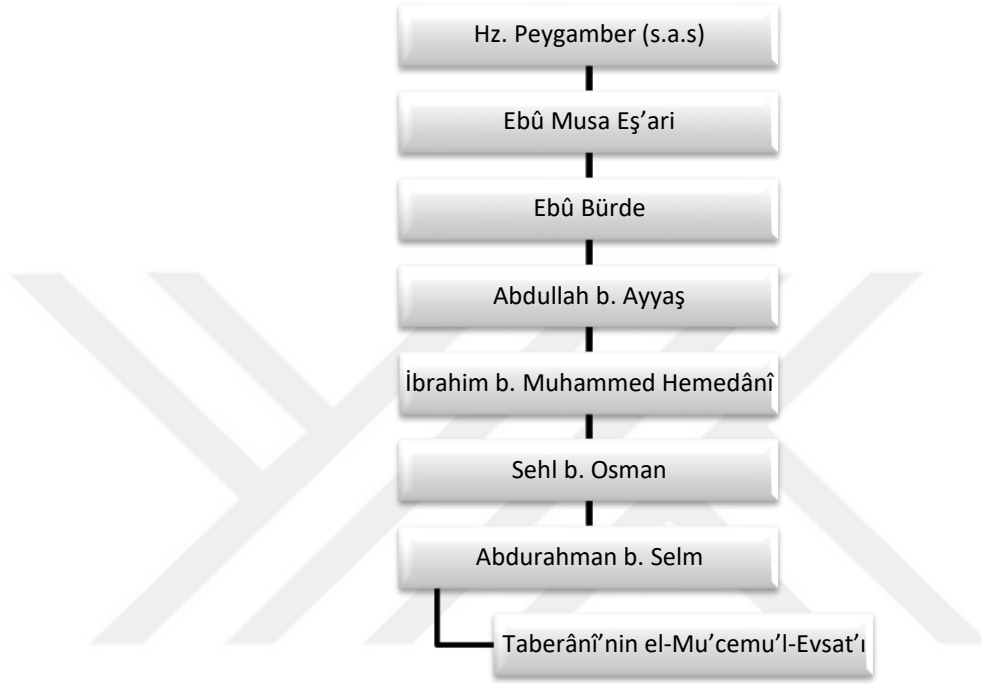 Hz. Peygamber (s.a.s)
Ebû Musa Eş’ari
Ebû Bürde
Abdullah b. Ayyaş
İbrahim b. Muhammed Hemedânî
Sehl b. Osman
Abdurahman b. Selm
Taberânî’nin el-Mu’cemu’l-Evsat’ı